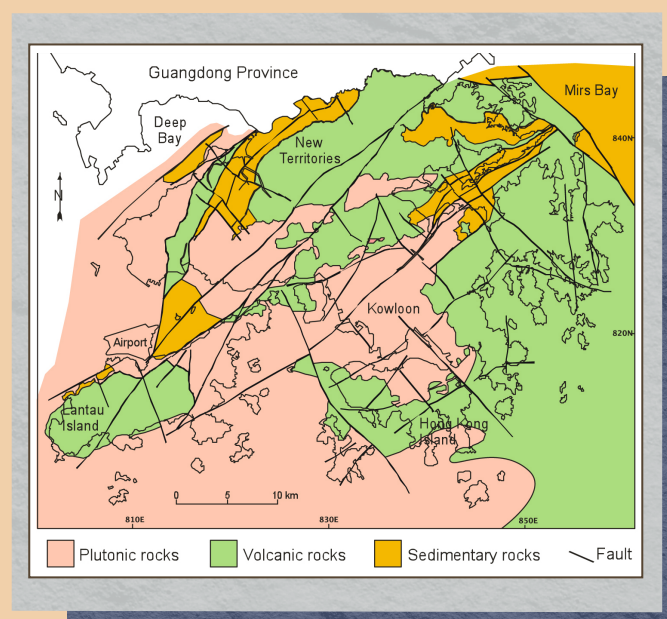 Guangdong Province
Mirs Bay
Deep
Bay
840N
New
Territories
N
Kowloon
820N
Airport
Lantau
Island
Hong Kong
Island
0 5 10 km
810E 830E 850E
Plutonic rocks Volcanic rocks Sedimentary rocks Fault